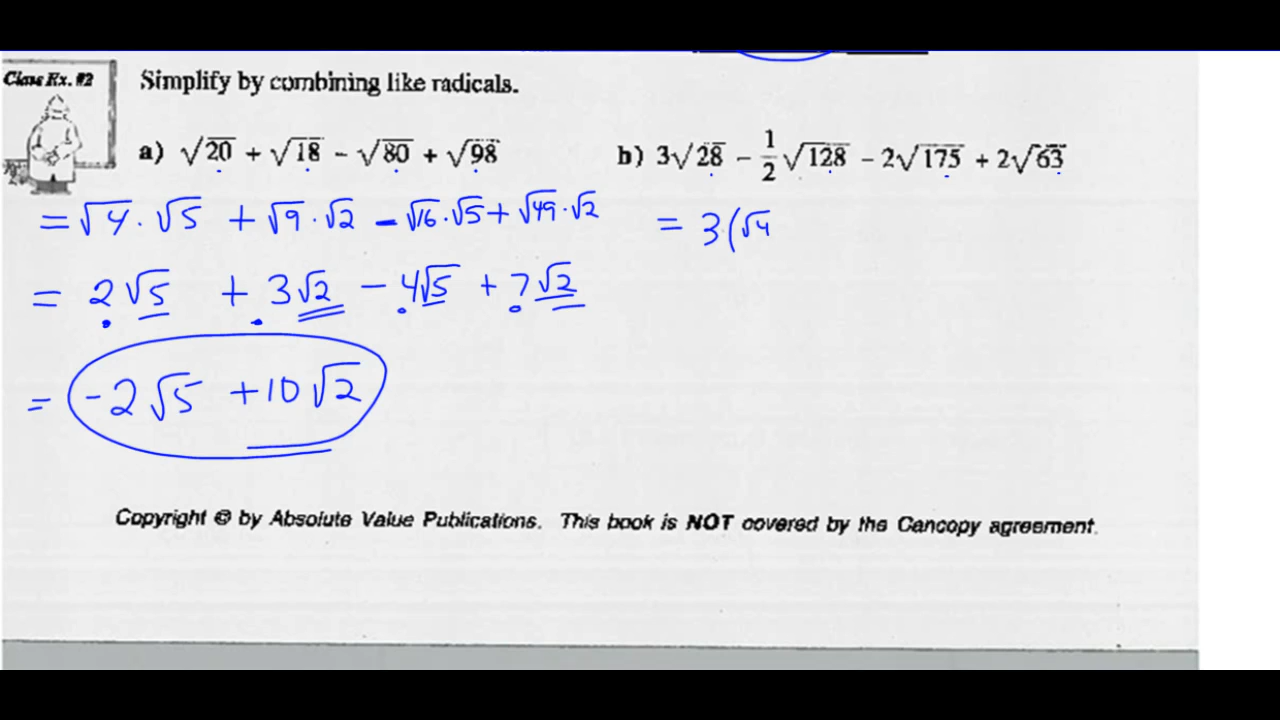 Class Ex. #2
Simplify by combining like radicals.
a) √20 + √18 - √80 + √98
= √4 · √5 + √9 · √2 - √16 · √5 + √49 · √2
= 2√5 + 3√2 - 4√5 + 7√2
= -2√5 + 10√2
b) 3√28 - 1/2√128 - 2√175 + 2√63
= 3(√4
Copyright © by Absolute Value Publications. This book is NOT covered by the Cancopy agreement.